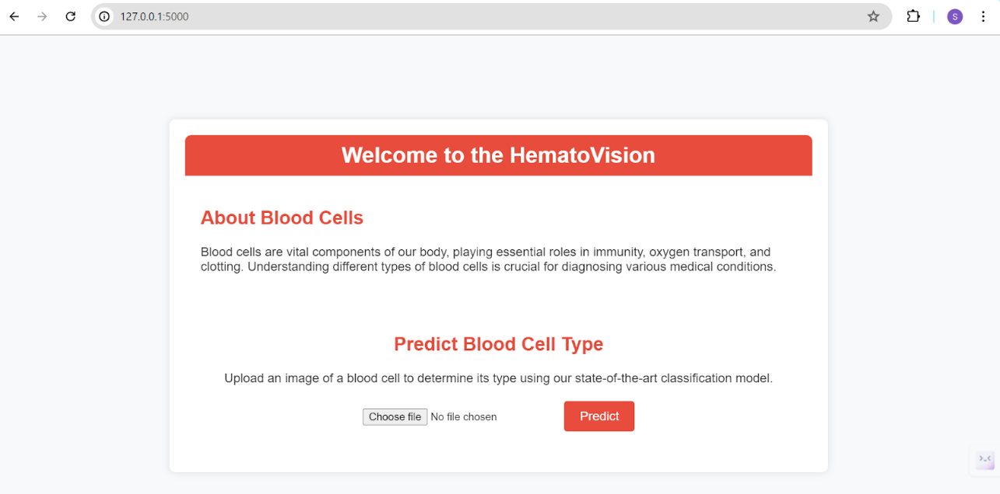 127.0.0.1:5000
S
Welcome to the HematoVision
About Blood Cells
Blood cells are vital components of our body, playing essential roles in immunity, oxygen transport, and
clotting. Understanding different types of blood cells is crucial for diagnosing various medical conditions.
Predict Blood Cell Type
Upload an image of a blood cell to determine its type using our state-of-the-art classification model.
Choose file No file chosen Predict